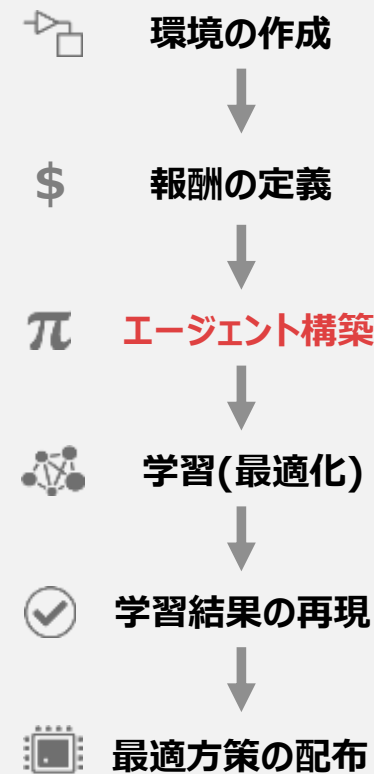 環境の作成
$ 報酬の定義
π エージェント構築
学習(最適化)
学習結果の再現
最適方策の配布